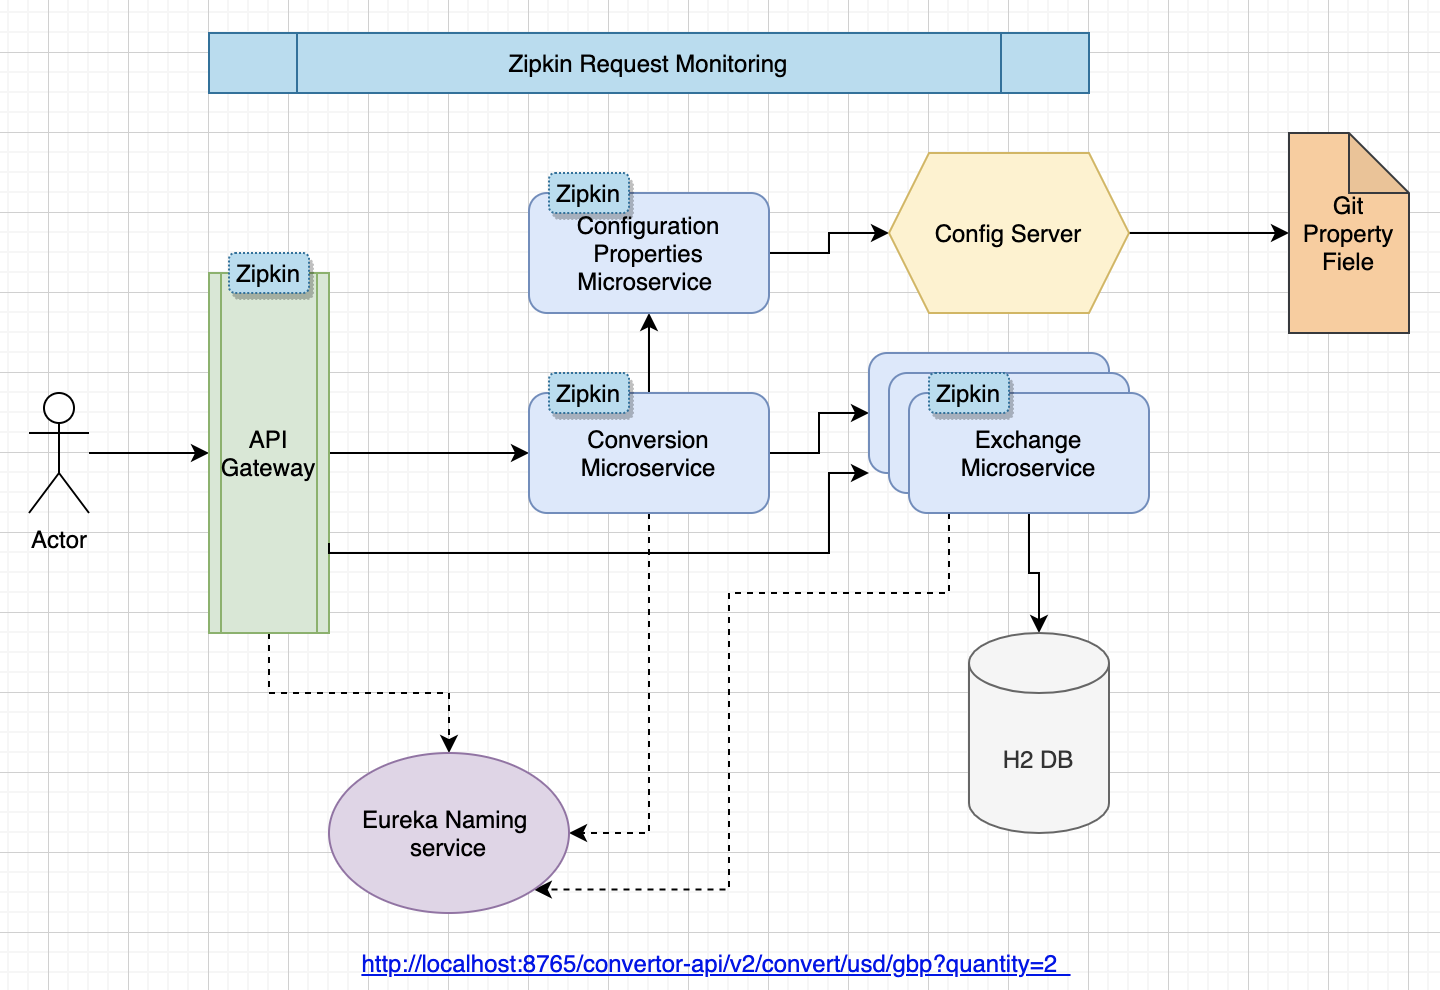 Zipkin Request Monitoring
Zipkin
Configuration
Properties
Microservice
Config Server
Git
Property
Fiele
Zipkin
API
Gateway
Zipkin
Conversion
Microservice
Zipkin
Exchange
Microservice
Actor
H2 DB
Eureka Naming
service
http://localhost:8765/convertor-api/v2/convert/usd/gbp?quantity=2